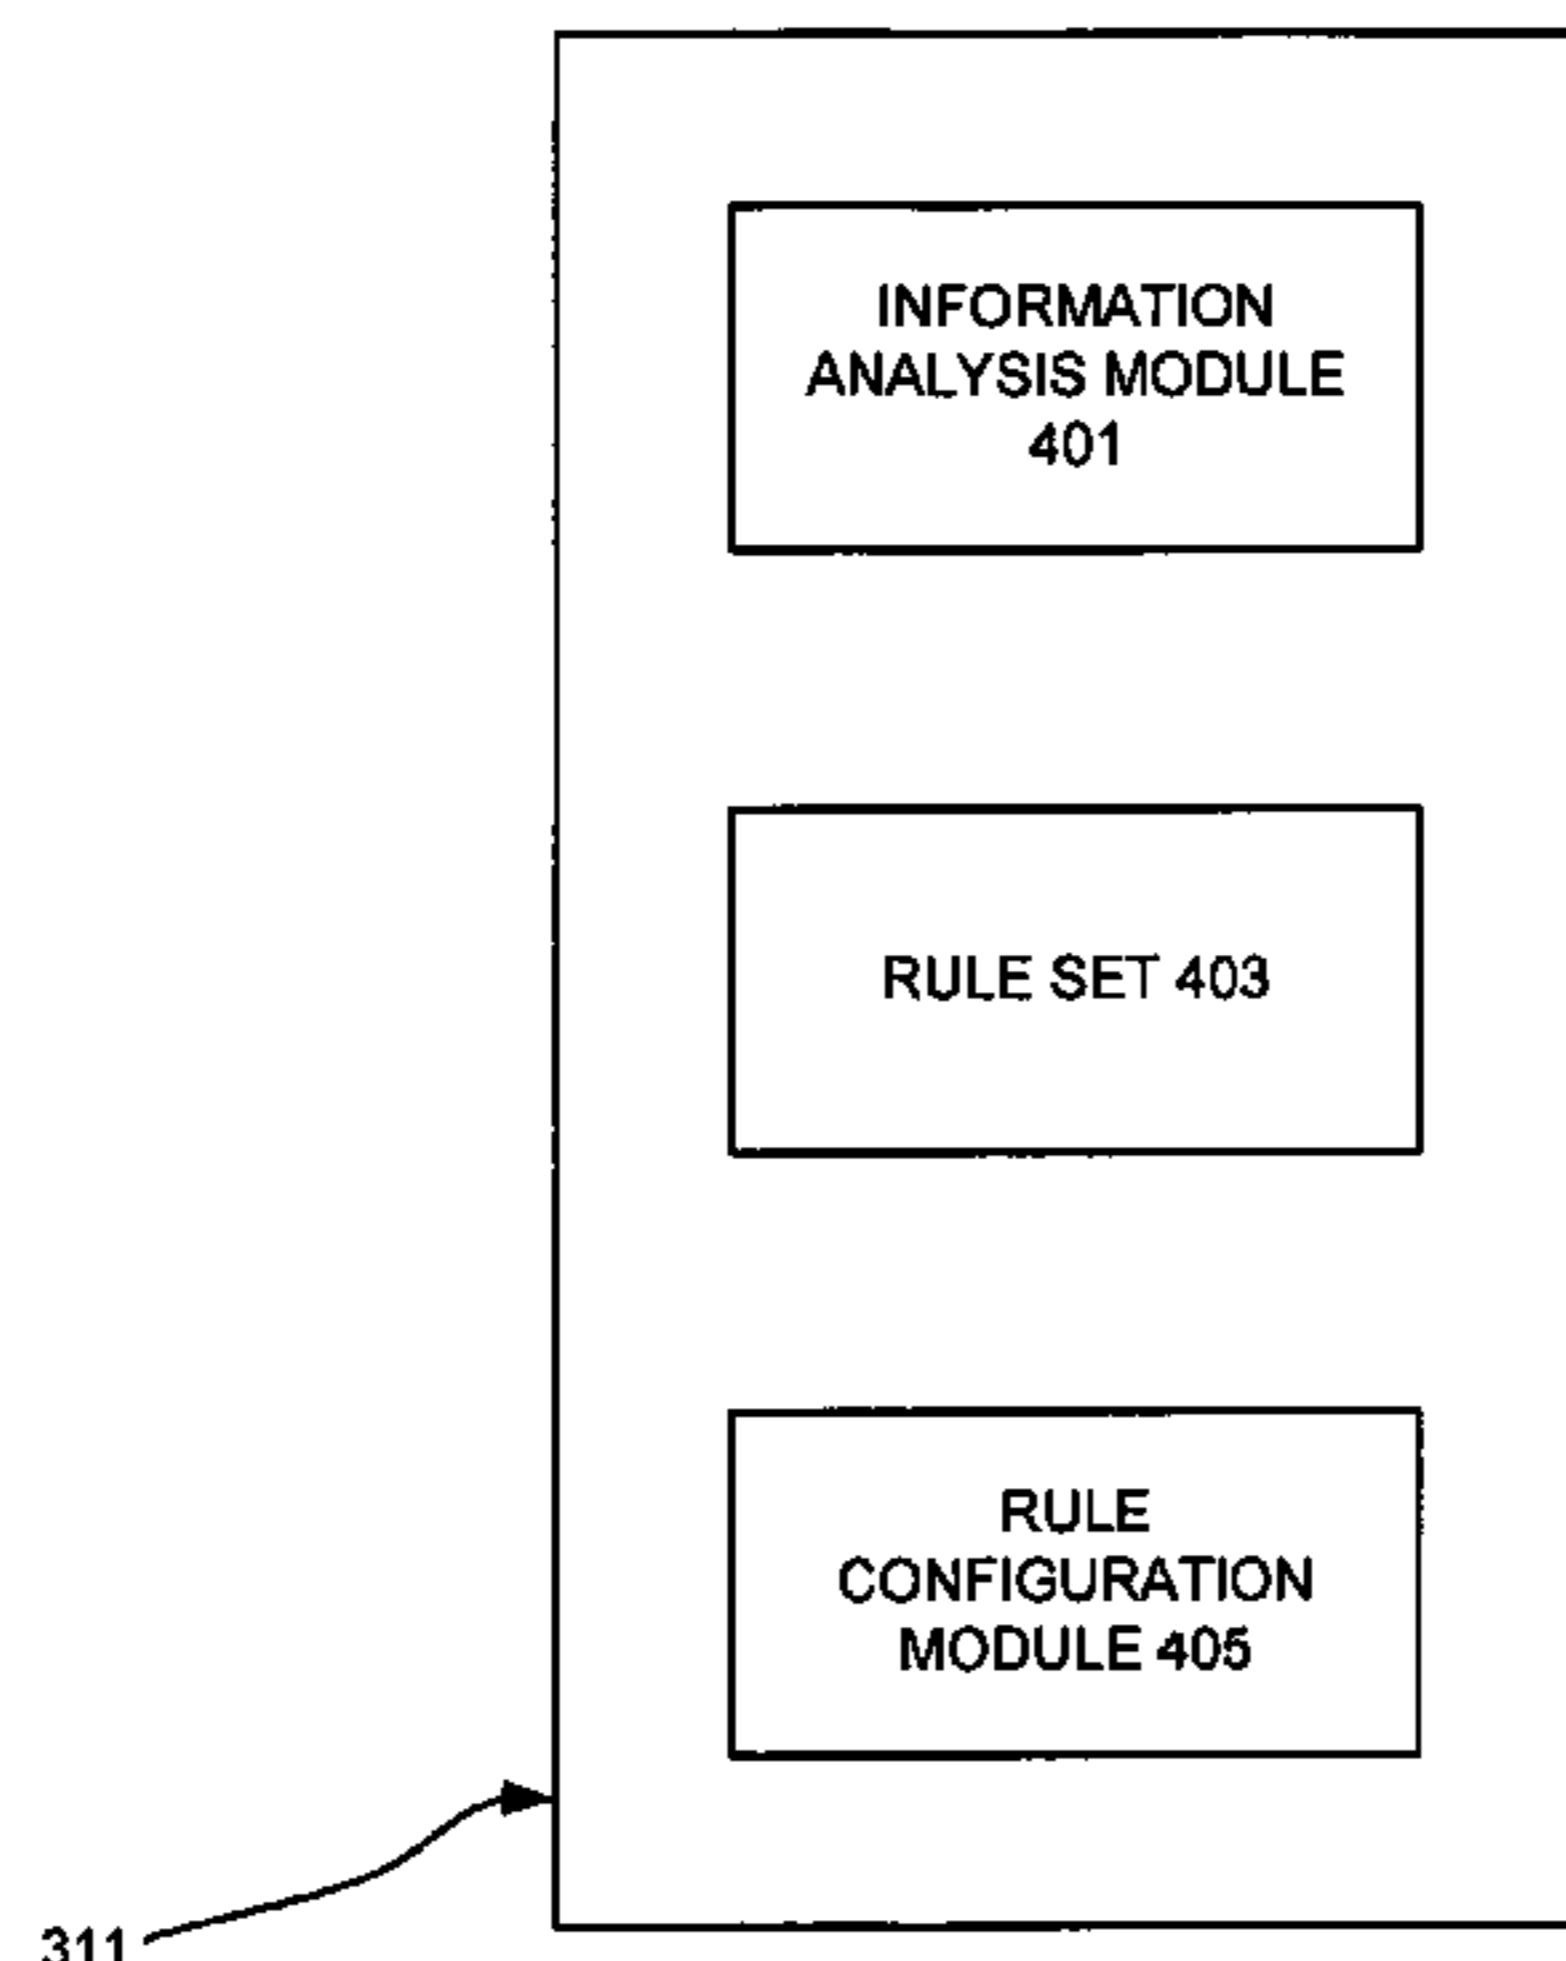 INFORMATION
ANALYSIS MODULE
401
RULE SET 403
RULE
CONFIGURATION
MODULE 405
311